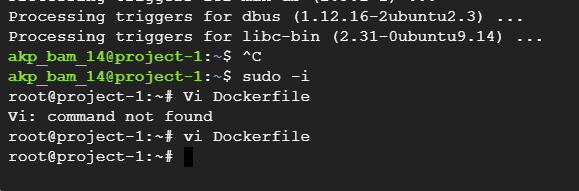 Processing triggers for dbus (1.12.16-2ubuntu2.3) ...
Processing triggers for libc-bin (2.31-0ubuntu9.14) ...
akp_bam_14@project-1:~$ ^C
akp_bam_14@project-1:~$ sudo -i
root@project-1:~# Vi Dockerfile
Vi: command not found
root@project-1:~# vi Dockerfile
root@project-1:~#